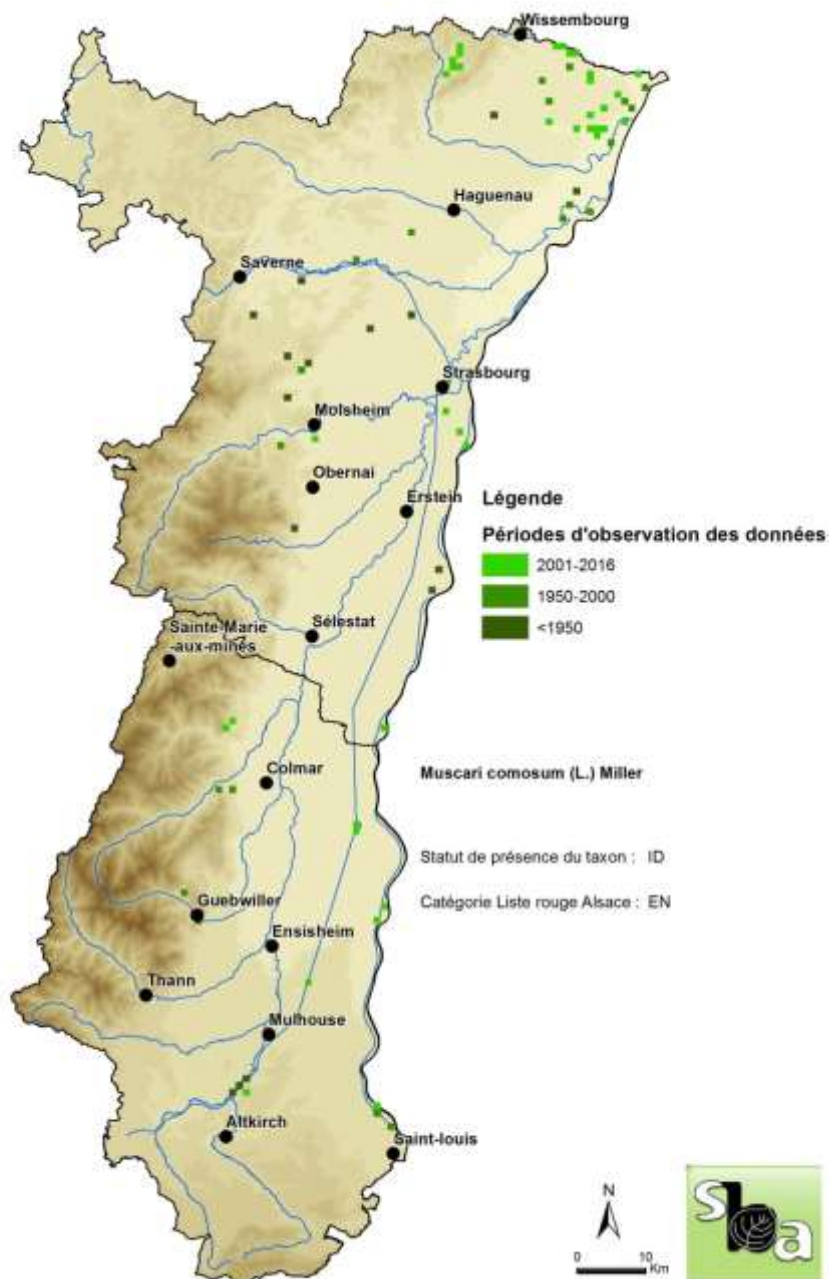 Wissembourg
Haguenau
Saverne
Strasbourg
Molsheim
Obernai
Erstein
Légende
Périodes d'observation des données
2001-2016
1950-2000
<1950
Sélestat
Sainte-Marie
-aux-mines
Colmar
Muscari comosum (L.) Miller
Statut de présence du taxon : ID
Catégorie Liste rouge Alsace : EN
Guebwiller
Ensisheim
Thann
Mulhouse
Altkirch
Saint-louis
N
0 10
Km
sba